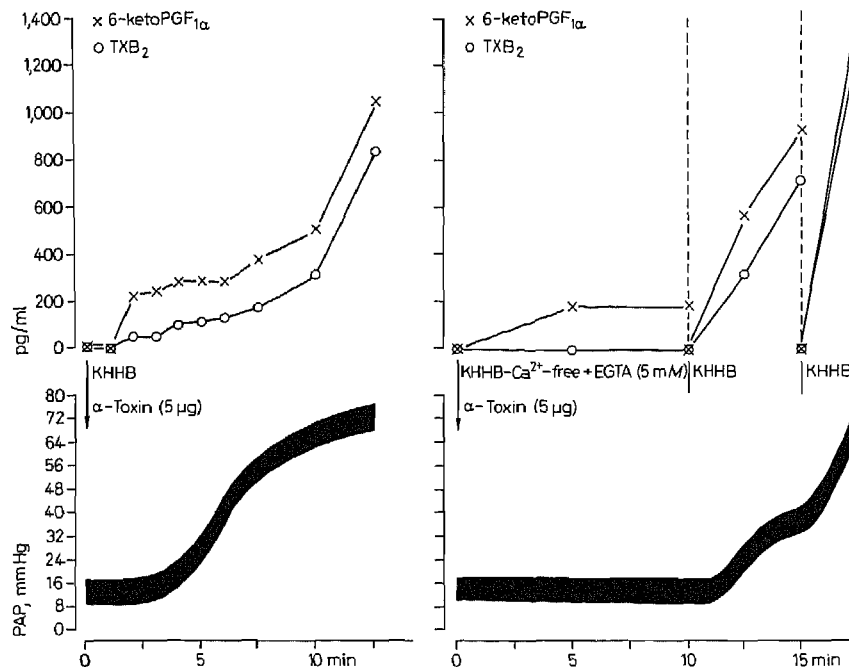 1,400
1,200
1,000
800
600
400
200
0
pg/ml
× 6-ketoPGF1α
○ TXB2
× 6-ketoPGF1α
○ TXB2
KHHB
α-Toxin (5 μg)
KHHB-Ca2+-free + EGTA (5 mM)
KHHB
KHHB
α-Toxin (5 μg)
80
72
64
56
48
40
32
24
16
8
0
PAP, mmHg
0 5 10 min
0 5 10 15 min